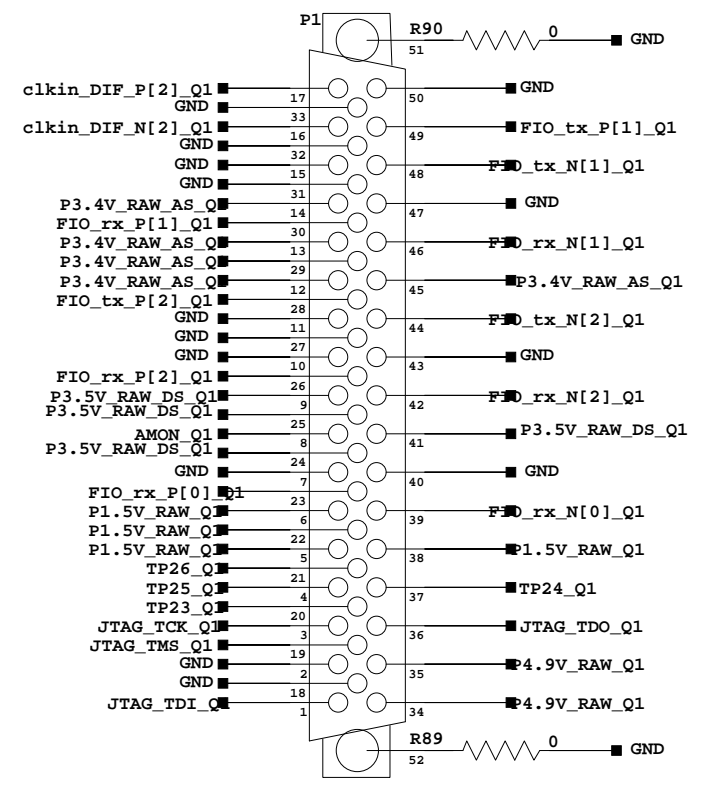 P1 R90 0 GND
51
clkin_DIF_P[2]_Q1 17 50 GND
GND 33
clkin_DIF_N[2]_Q1 16 49 FIO_tx_P[1]_Q1
GND 32
GND 15 48 FIO_tx_N[1]_Q1
GND 31
P3.4V_RAW_AS_Q 14 47 GND
FIO_rx_P[1]_Q1 30
P3.4V_RAW_AS_Q 13 46 FIO_rx_N[1]_Q1
P3.4V_RAW_AS_Q 29
P3.4V_RAW_AS_Q 12 45 P3.4V_RAW_AS_Q1
FIO_tx_P[2]_Q1 28
GND 11 44 FIO_tx_N[2]_Q1
GND 27
GND 10 43 GND
FIO_rx_P[2]_Q1 26
P3.5V_RAW_DS_Q1 9 42 FIO_rx_N[2]_Q1
P3.5V_RAW_DS_Q1 25
AMON_Q1 8 41 P3.5V_RAW_DS_Q1
P3.5V_RAW_DS_Q1 24
GND 7 40 GND
FIO_rx_P[0]_Q1 23
P1.5V_RAW_Q1 6 39 FIO_rx_N[0]_Q1
P1.5V_RAW_Q1 22
P1.5V_RAW_Q1 5 38 P1.5V_RAW_Q1
TP26_Q1 21
TP25_Q1 4 37 TP24_Q1
TP23_Q1 20
JTAG_TCK_Q1 3 36 JTAG_TDO_Q1
JTAG_TMS_Q1 19
GND 2 35 P4.9V_RAW_Q1
GND 18
JTAG_TDI_Q1 1 34 P4.9V_RAW_Q1
R89 0 GND
52